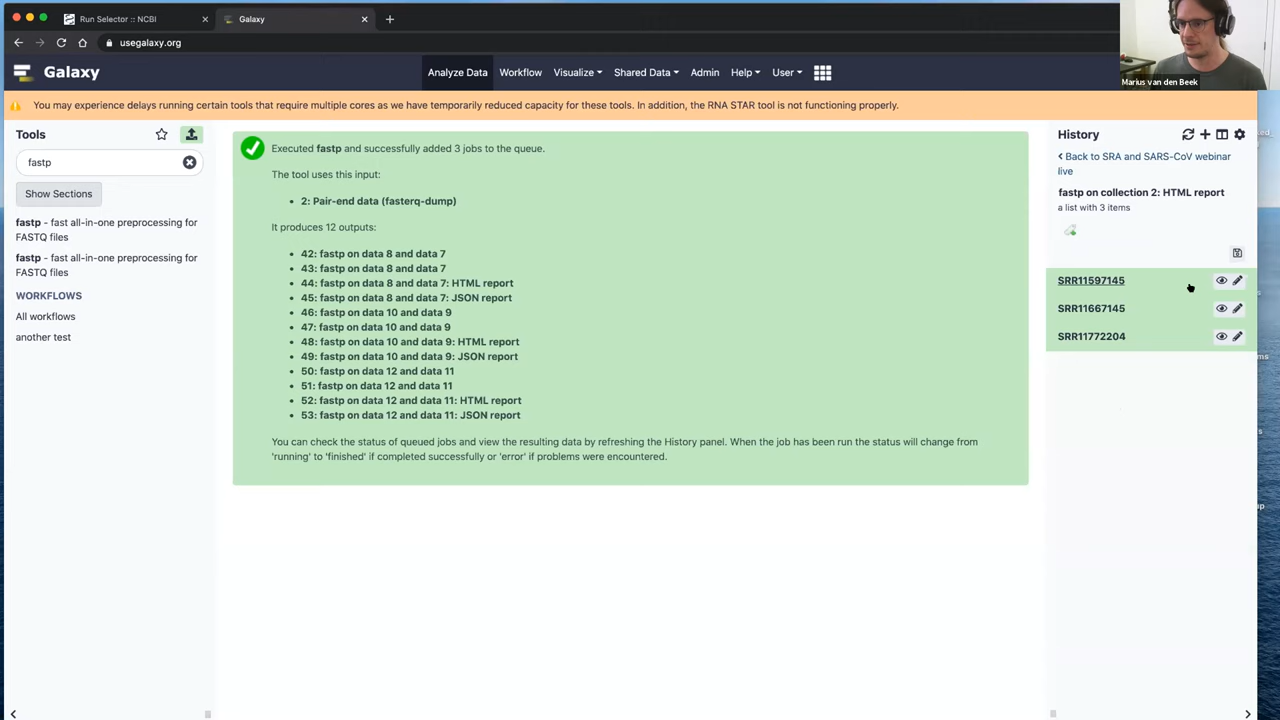 Run Selector :: NCBI
Galaxy
usegalaxy.org
Galaxy
Analyze Data
Workflow
Visualize
Shared Data
Admin
Help
User
Marius van den Beek
You may experience delays running certain tools that require multiple cores as we have temporarily reduced capacity for these tools. In addition, the RNA STAR tool is not functioning properly.
Tools
fastp
Show Sections
fastp - fast all-in-one preprocessing for
FASTQ files
fastp - fast all-in-one preprocessing for
FASTQ files
WORKFLOWS
All workflows
another test
Executed fastp and successfully added 3 jobs to the queue.
The tool uses this input:
• 2: Pair-end data (fasterq-dump)
It produces 12 outputs:
• 42: fastp on data 8 and data 7
• 43: fastp on data 8 and data 7
• 44: fastp on data 8 and data 7: HTML report
• 45: fastp on data 8 and data 7: JSON report
• 46: fastp on data 10 and data 9
• 47: fastp on data 10 and data 9
• 48: fastp on data 10 and data 9: HTML report
• 49: fastp on data 10 and data 9: JSON report
• 50: fastp on data 12 and data 11
• 51: fastp on data 12 and data 11
• 52: fastp on data 12 and data 11: HTML report
• 53: fastp on data 12 and data 11: JSON report
You can check the status of queued jobs and view the resulting data by refreshing the History panel. When the job has been run the status will change from
'running' to 'finished' if completed successfully or 'error' if problems were encountered.
History
Back to SRA and SARS-CoV webinar
live
fastp on collection 2: HTML report
a list with 3 items
SRR11597145
SRR11667145
SRR11772204